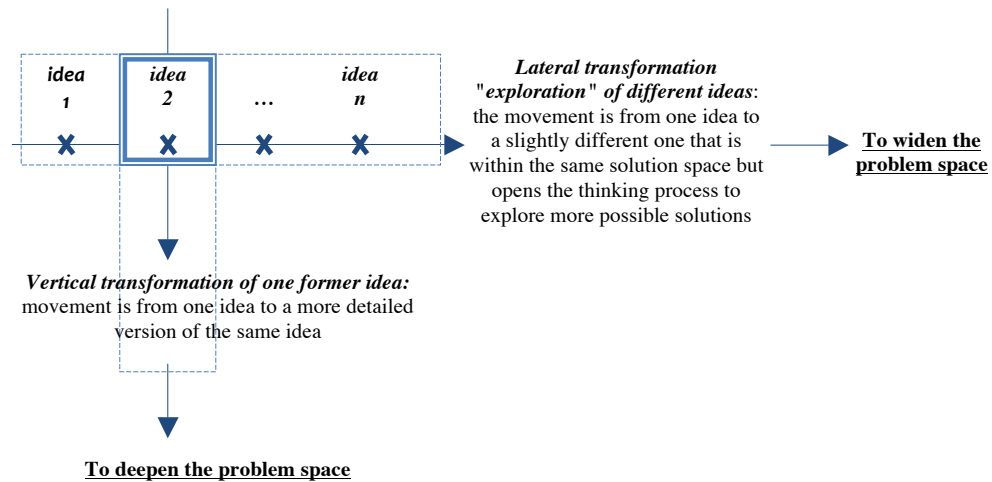 idea
1
idea
2
...
idea
n
Lateral transformation
"exploration" of different ideas:
the movement is from one idea to
a slightly different one that is
within the same solution space but
opens the thinking process to
explore more possible solutions
To widen the
problem space
Vertical transformation of one former idea:
movement is from one idea to a more detailed
version of the same idea
To deepen the problem space